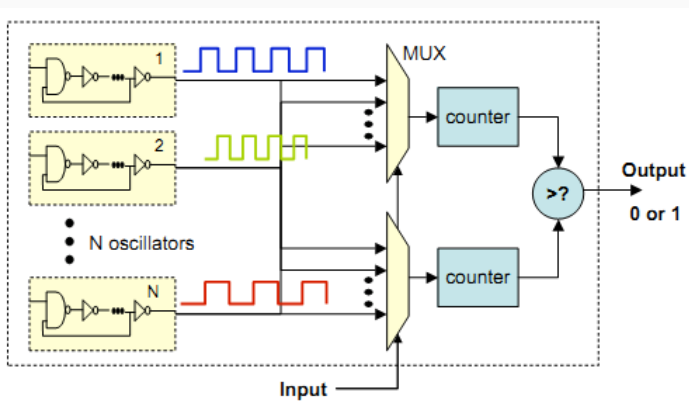 1
MUX
counter
2
Output
>?
0 or 1
N oscillators
N
counter
Input